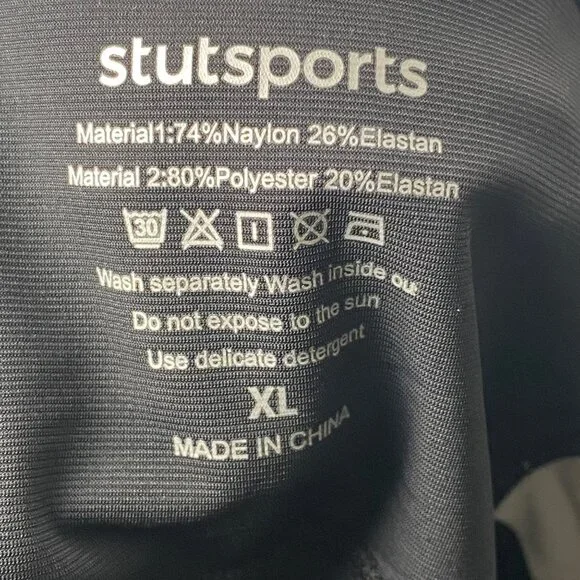 stutsports
Material1:74%Naylon 26%Elastan
Material 2:80%Polyester 20%Elastan
30
Wash separately Wash inside out
Do not expose to the sun
Use delicate detergent
XL
MADE IN CHINA